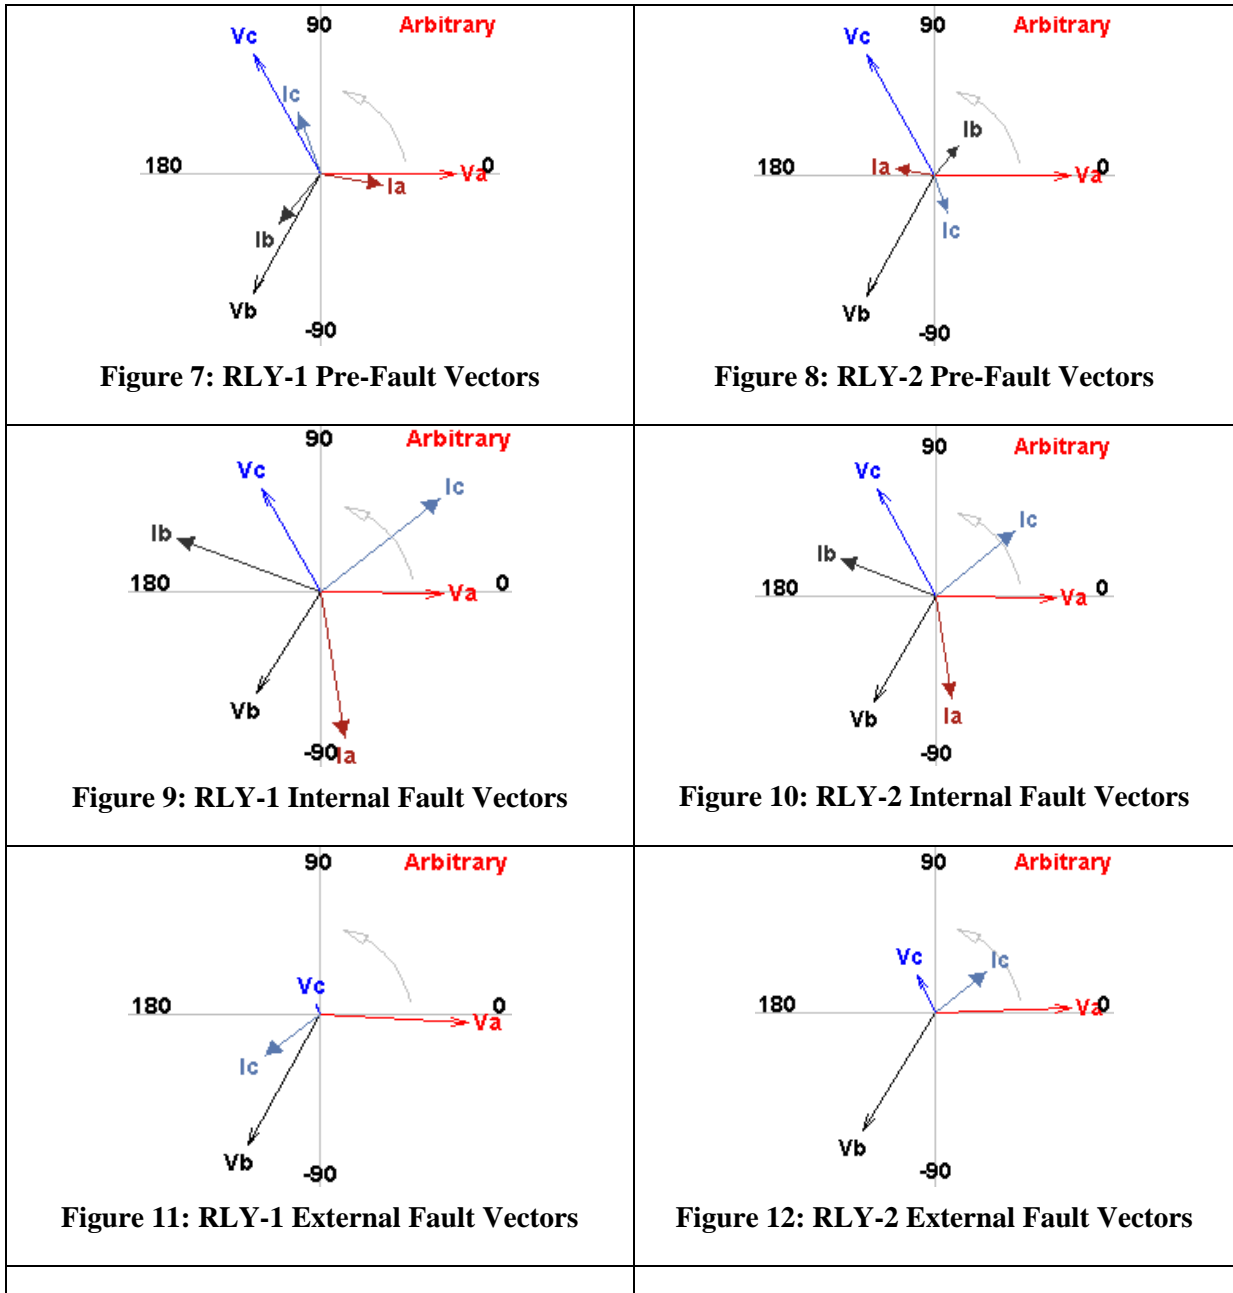 90 Arbitrary
Vc
Ic
180 Va 0
Ia
Ib
Vb
-90
Figure 7: RLY-1 Pre-Fault Vectors
90 Arbitrary
Vc
Ib
180 Ia Va 0
Ic
Vb
-90
Figure 8: RLY-2 Pre-Fault Vectors
90 Arbitrary
Vc Ic
Ib
180 Va 0
Vb
-90 Ia
Figure 9: RLY-1 Internal Fault Vectors
90 Arbitrary
Vc
Ic
Ib
180 Va 0
Vb Ia
-90
Figure 10: RLY-2 Internal Fault Vectors
90 Arbitrary
Vc
180 Va 0
Ic
Vb
-90
Figure 11: RLY-1 External Fault Vectors
90 Arbitrary
Vc Ic
180 Va 0
Vb
-90
Figure 12: RLY-2 External Fault Vectors